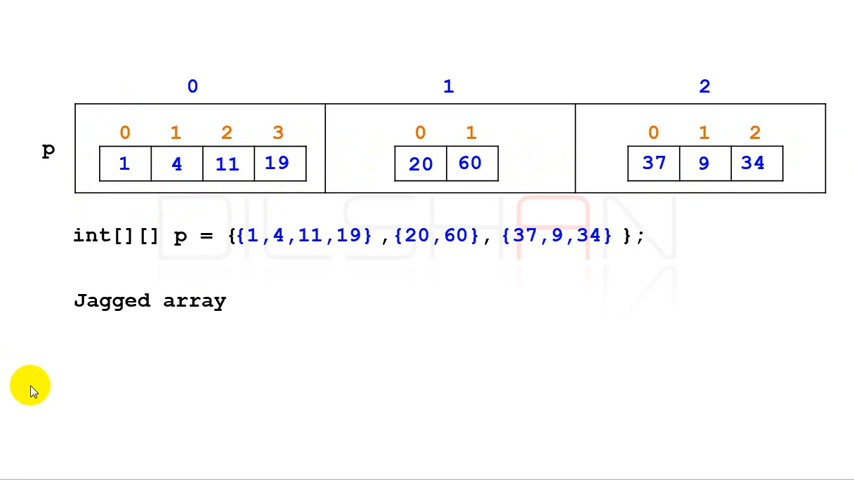 0 1 2
0 1 2 3 0 1 0 1 2
p 1 4 11 19 20 60 37 9 34
DILSHAN
int[][] p = {{1,4,11,19} ,{20,60}, {37,9,34} };
Jagged array